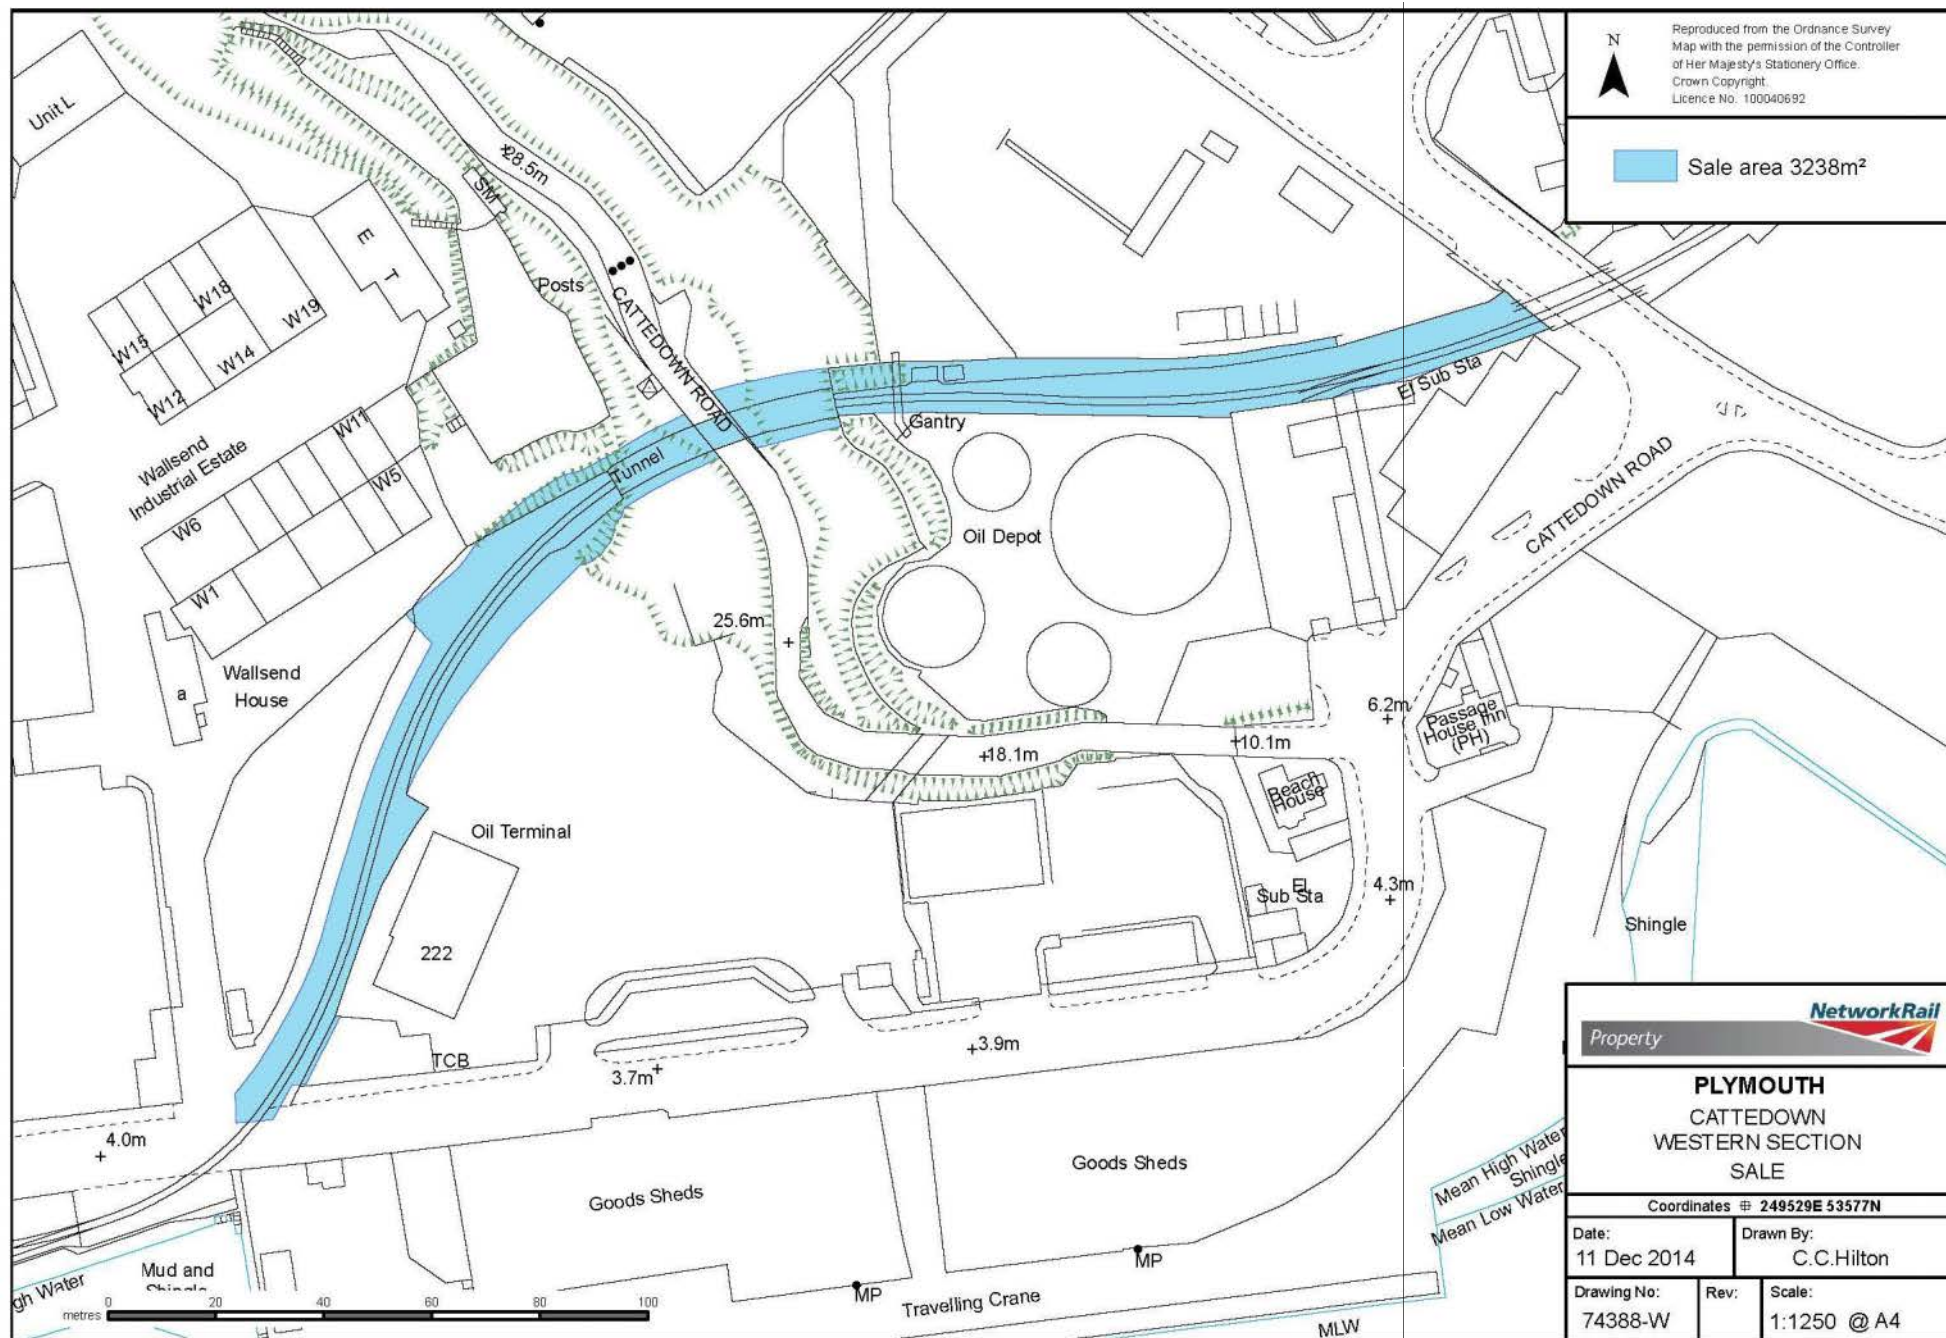 N
Reproduced from the Ordnance Survey
Map with the permission of the Controller
of Her Majesty's Stationery Office.
Crown Copyright.
Licence No. 100040692
Sale area 3238m²
Unit L
28.5m
SM
E T
Posts
W18
W19
W15
W14
W12
CATTEDOWN ROAD
W11
W5
Wallsend
Industrial Estate
W6
W1
Tunnel
Gantry
El Sub Sta
Oil Depot
CATTEDOWN ROAD
25.6m
Wallsend
House
a
6.2m
Passage
House Inn
(PH)
18.1m
10.1m
Beach
House
Oil Terminal
El
Sub Sta
4.3m
Shingle
222
TCB
3.7m
3.9m
4.0m
Goods Sheds
Goods Sheds
Mean High Water
Shingle
Mean Low Water
MP
MP
Travelling Crane
MLW
Mud and
Shingle
gh Water
metres 0 20 40 60 80 100
NetworkRail
Property
PLYMOUTH
CATTEDOWN
WESTERN SECTION
SALE
Coordinates 249529E 53577N
Date:
11 Dec 2014
Drawn By:
C.C.Hilton
Drawing No:
74388-W
Rev:
Scale:
1:1250 @ A4